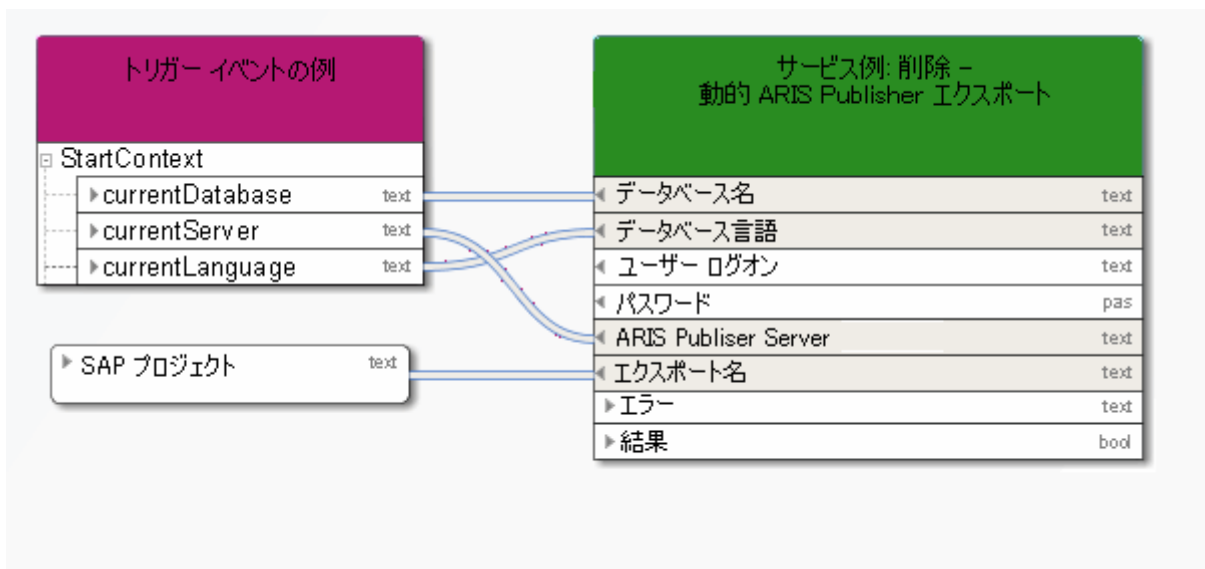 トリガー イベントの例
StartContext
currentDatabase text
currentServer text
currentLanguage text
SAP プロジェクト text
サービス例: 削除 –
動的 ARIS Publisher エクスポート
データベース名 text
データベース言語 text
ユーザー ログオン text
パスワード pas
ARIS Publiser Server text
エクスポート名 text
エラー text
結果 bool